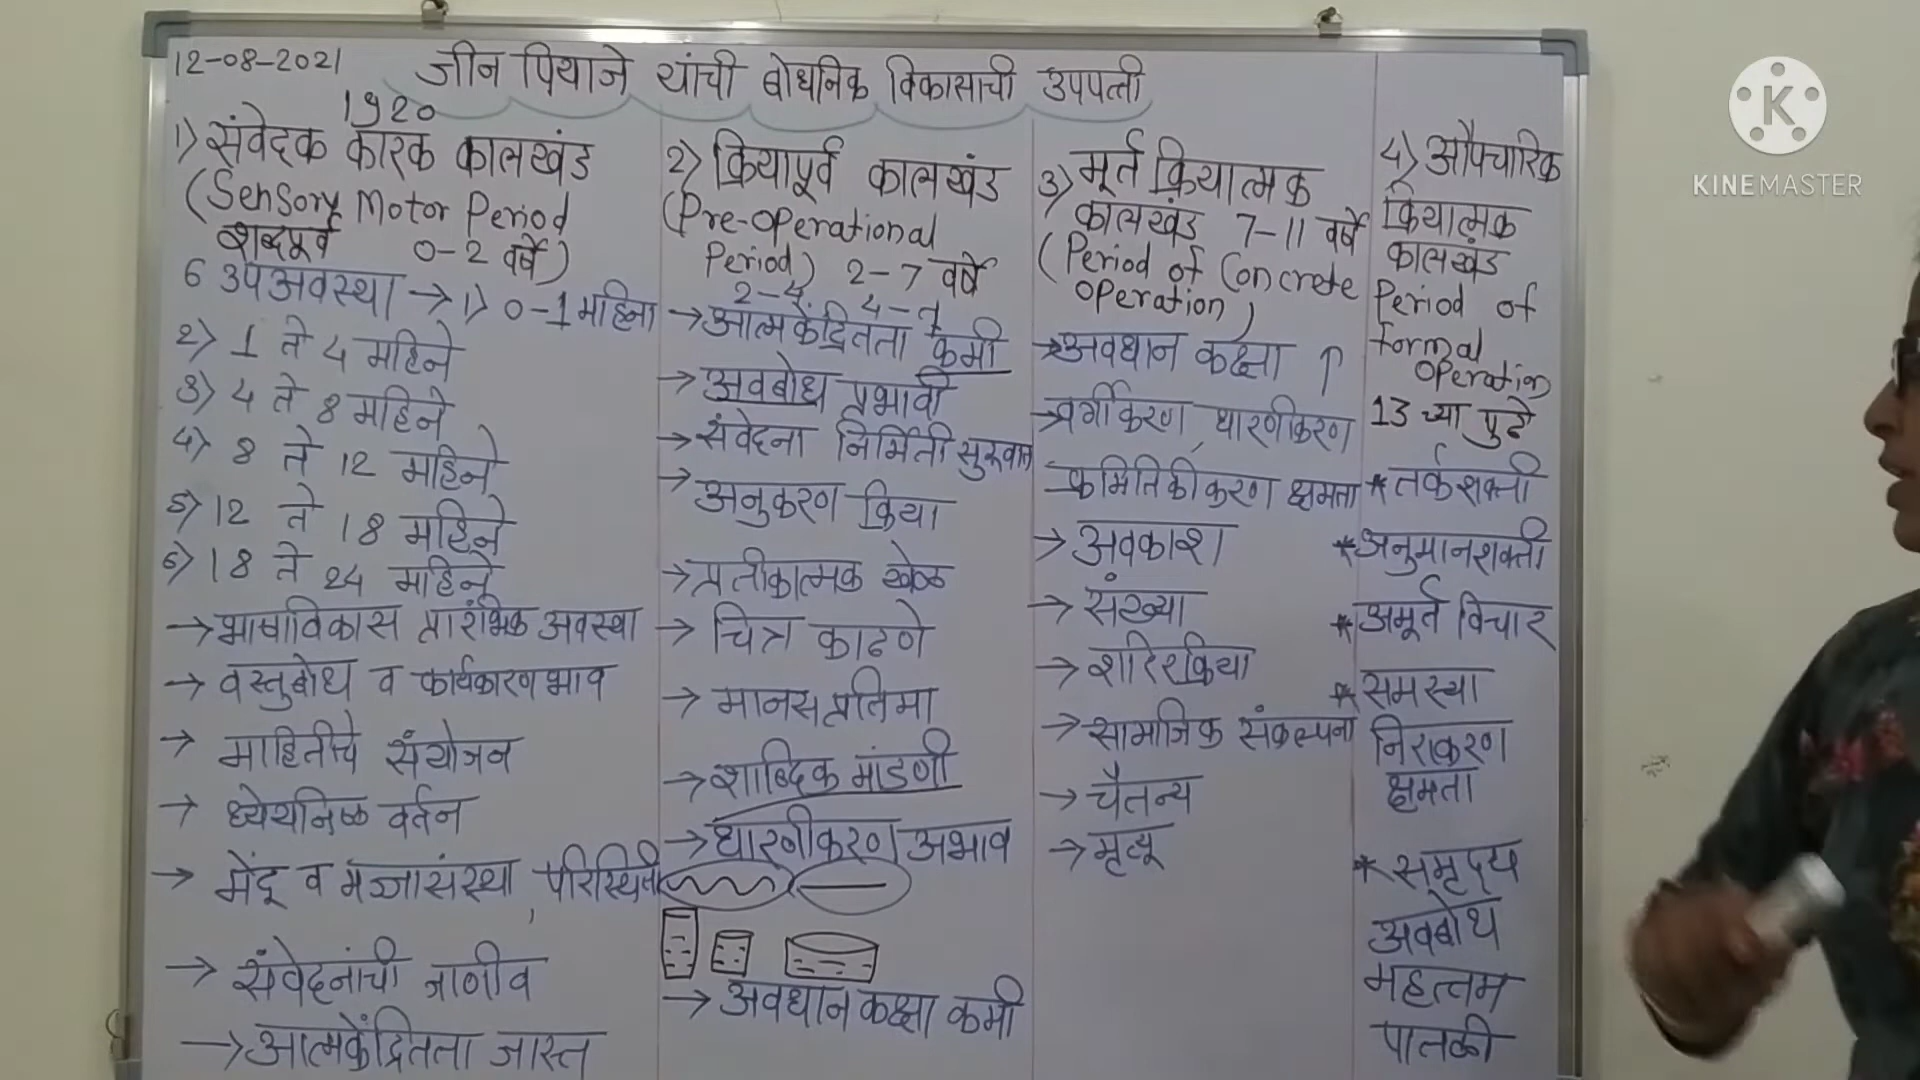 12-08-2021
जीन पियाजे यांची बोधनिक विकासाची उपपत्ती
1920
1) संवेदक कारक कालखंड
(Sensory Motor Period
शब्दपूर्व 0-2 वर्षे)
6 उपअवस्था → 1) 0-1 महिना
2) 1 ते 4 महिने
3) 4 ते 8 महिने
4) 8 ते 12 महिने
5) 12 ते 18 महिने
6) 18 ते 24 महिने
→ भाषाविकास प्रारंभिक अवस्था
→ वस्तुबोध व कार्यकारणभाव
→ माहितीचे संयोजन
→ ध्येयनिष्ठ वर्तन
→ मेंदू व मज्जासंस्था, परिस्थिती
→ संवेदनांची जाणीव
→ आत्मकेंद्रितता जास्त
2) क्रियापूर्व कालखंड
(Pre-Operational
Period) 2-7 वर्षे
2-4 4-7
→ आत्मकेंद्रितता कमी
→ अवबोध प्रभावी
→ संवेदना निर्मिती सुरुवात
→ अनुकरण क्रिया
→ प्रतीकात्मक खेळ
→ चित्र काढणे
→ मानसप्रतिमा
→ शाब्दिक मांडणी
→ धारणीकरण अभाव
→ अवधान कक्षा कमी
3) मूर्त क्रियात्मक
कालखंड 7-11 वर्षे
(Period of Concrete
Operation)
→ अवधान कक्षा ↑
→ वर्गीकरण, धारणीकरण
क्रमितिकीकरण क्षमता
→ अवकाश
→ संख्या
→ शरिरक्रिया
→ सामाजिक संकल्पना
→ चैतन्य
→ मृत्यू
4) औपचारिक
क्रियात्मक
कालखंड
Period of
formal
Operation
13 च्या पुढे
* तर्कशक्ती
* अनुमानशक्ती
* अमूर्त विचार
* समस्या
निराकरण
क्षमता
* समृद्ध
अवबोध
महत्तम
पातळी
K
KINEMASTER